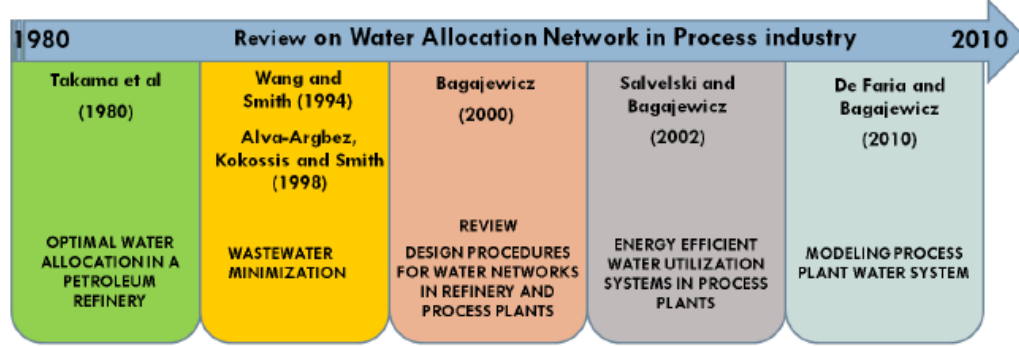 1980 Review on Water Allocation Network in Process industry 2010
Takama et al
(1980)
OPTIMAL WATER
ALLOCATION IN A
PETROLEUM
REFINERY
Wang and
Smith (1994)
Alva-Argbez,
Kokossis and Smith
(1998)
WASTEWATER
MINIMIZATION
Bagajewicz
(2000)
REVIEW
DESIGN PROCEDURES
FOR WATER NETWORKS
IN REFINERY AND
PROCESS PLANTS
Salvelski and
Bagajewicz
(2002)
ENERGY EFFICIENT
WATER UTILIZATION
SYSTEMS IN PROCESS
PLANTS
De Faria and
Bagajewicz
(2010)
MODELING PROCESS
PLANT WATER SYSTEM